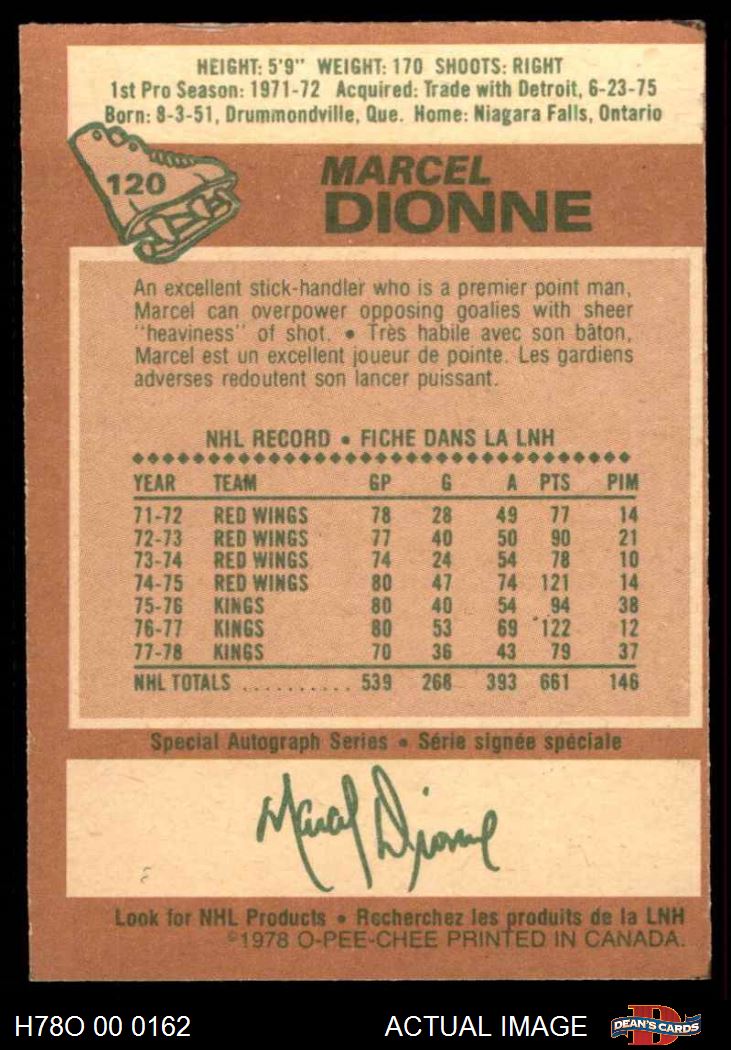 HEIGHT: 5'9" WEIGHT: 170 SHOOTS: RIGHT
1st Pro Season: 1971-72 Acquired: Trade with Detroit, 6-23-75
Born: 8-3-51, Drummondville, Que. Home: Niagara Falls, Ontario
120
MARCEL
DIONNE
An excellent stick-handler who is a premier point man,
Marcel can overpower opposing goalies with sheer
"heaviness" of shot. • Très habile avec son bâton,
Marcel est un excellent joueur de pointe. Les gardiens
adverses redoutent son lancer puissant.
NHL RECORD • FICHE DANS LA LNH
YEAR TEAM GP G A PTS PIM
71-72 RED WINGS 78 28 49 77 14
72-73 RED WINGS 77 40 50 90 21
73-74 RED WINGS 74 24 54 78 10
74-75 RED WINGS 80 47 74 121 14
75-76 KINGS 80 40 54 94 38
76-77 KINGS 80 53 69 122 12
77-78 KINGS 70 36 43 79 37
NHL TOTALS .......... 539 268 393 661 146
Special Autograph Series • Série signée spéciale
Marcel Dionne
Look for NHL Products • Recherchez les produits de la LNH
©1978 O-PEE-CHEE PRINTED IN CANADA.
H78O 00 0162 ACTUAL IMAGE DEAN'S CARDS